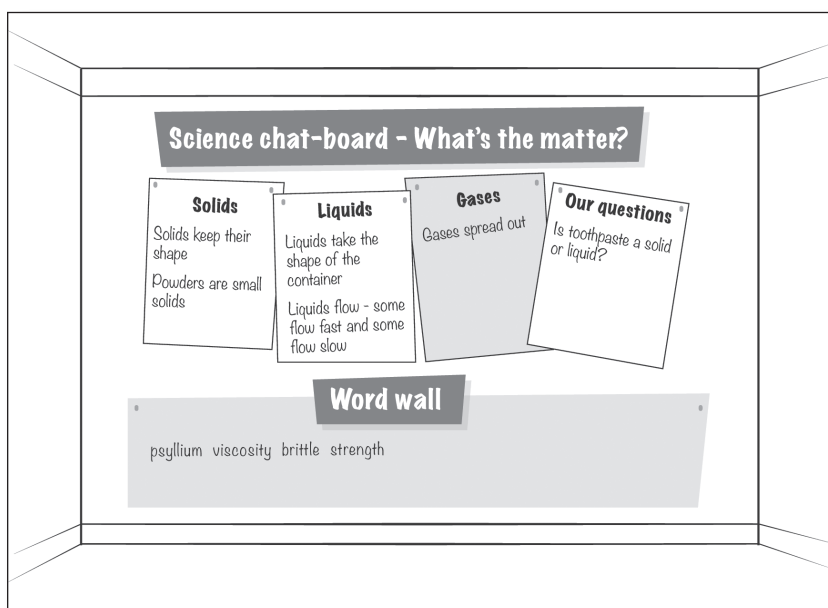 Science chat-board - What's the matter?
Solids
Solids keep their
shape
Powders are small
solids
Liquids
Liquids take the
shape of the
container
Liquids flow - some
flow fast and some
flow slow
Gases
Gases spread out
Our questions
Is toothpaste a solid
or liquid?
Word wall
psyllium viscosity brittle strength